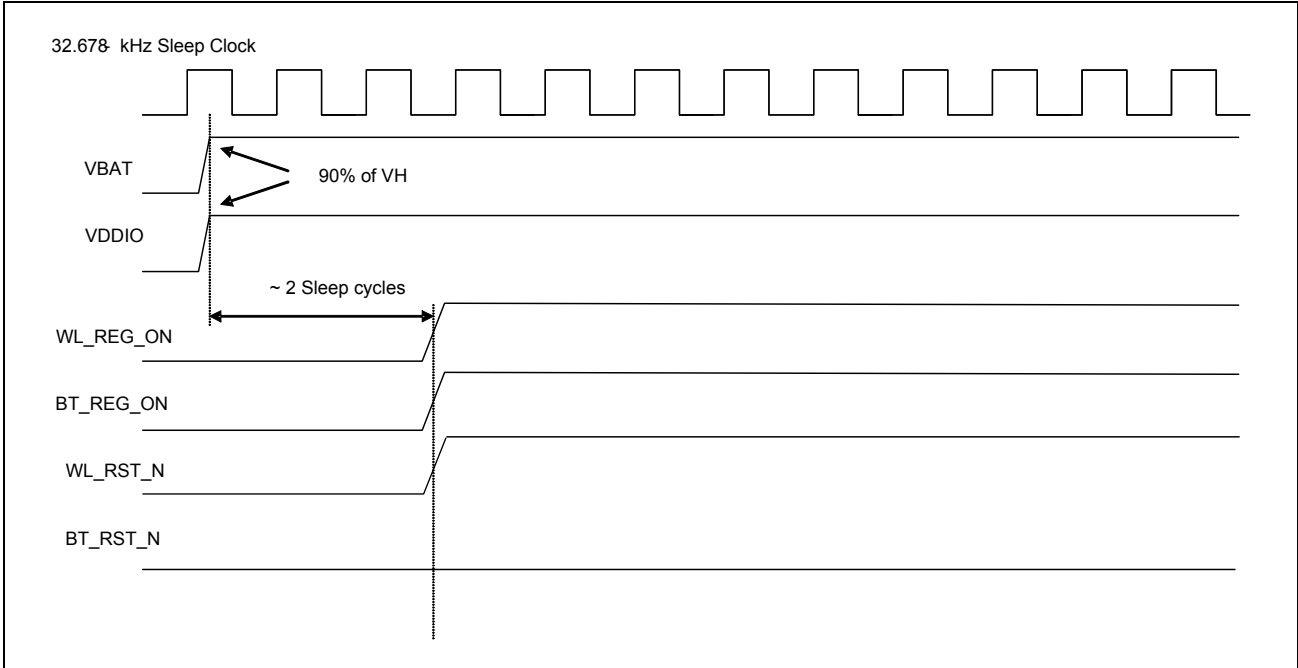 32.678- kHz Sleep Clock
VBAT
90% of VH
VDDIO
~ 2 Sleep cycles
WL_REG_ON
BT_REG_ON
WL_RST_N
BT_RST_N